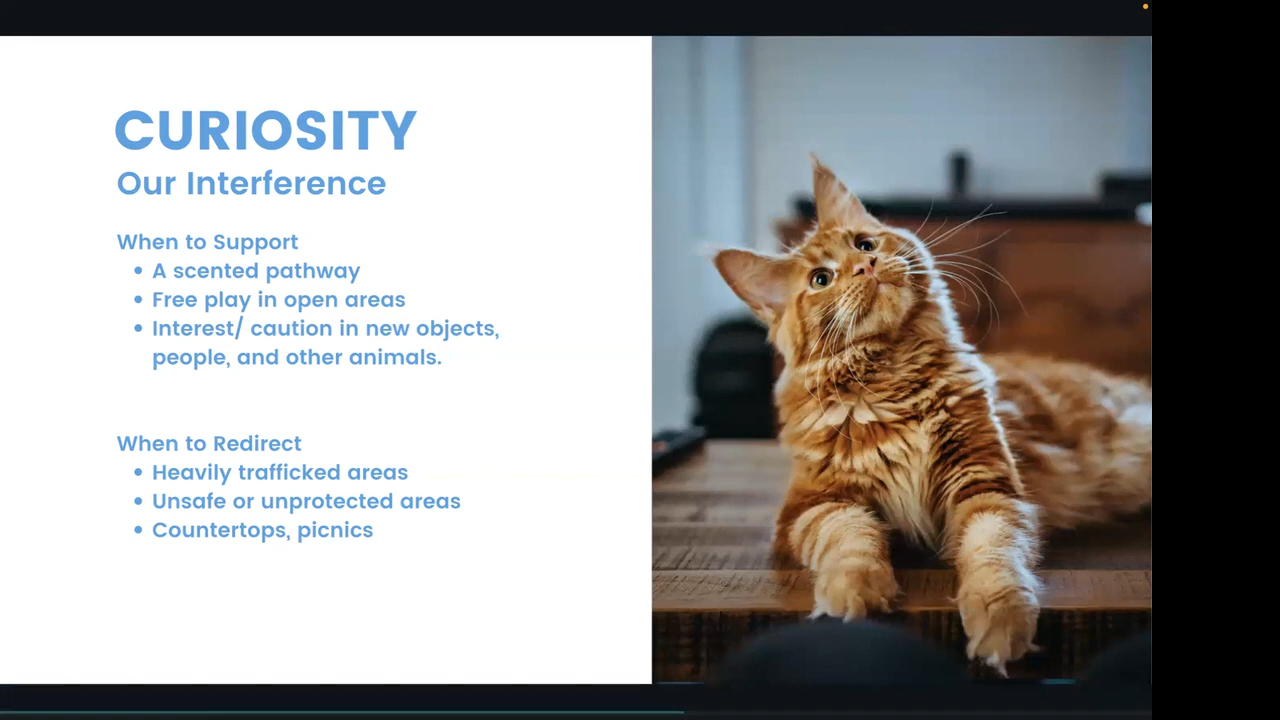 CURIOSITY
Our Interference
When to Support
• A scented pathway
• Free play in open areas
• Interest/ caution in new objects,
people, and other animals.
When to Redirect
• Heavily trafficked areas
• Unsafe or unprotected areas
• Countertops, picnics